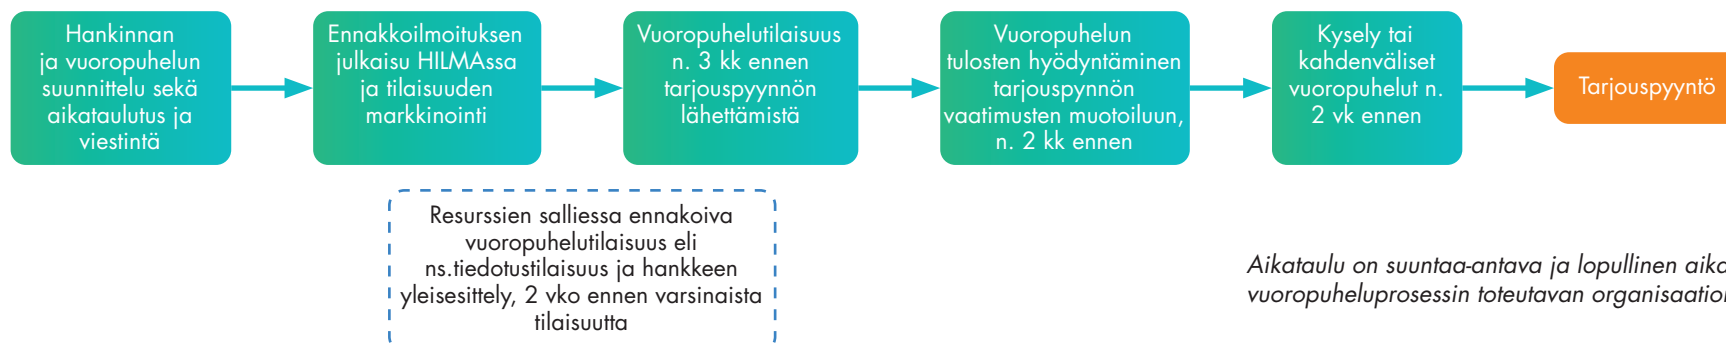 Hankinnan
ja vuoropuhelun
suunnittelu sekä
aikataulutus ja
viestintä
Ennakkoilmoituksen
julkaisu HILMAssa
ja tilaisuuden
markkinointi
Vuoropuhelutilaisuus
n. 3 kk ennen
tarjouspyynnön
lähettämistä
Vuoropuhelun
tulosten hyödyntäminen
tarjouspynnön
vaatimusten muotoiluun,
n. 2 kk ennen
Kysely tai
kahdenväliset
vuoropuhelut n.
2 vk ennen
Tarjouspyyntö
Resurssien salliessa ennakoiva
vuoropuhelutilaisuus eli
ns.tiedotustilaisuus ja hankkeen
yleisesittely, 2 vko ennen varsinaista
tilaisuutta
Aikataulu on suuntaa-antava ja lopullinen
vuoropuheluprosessin toteutavan